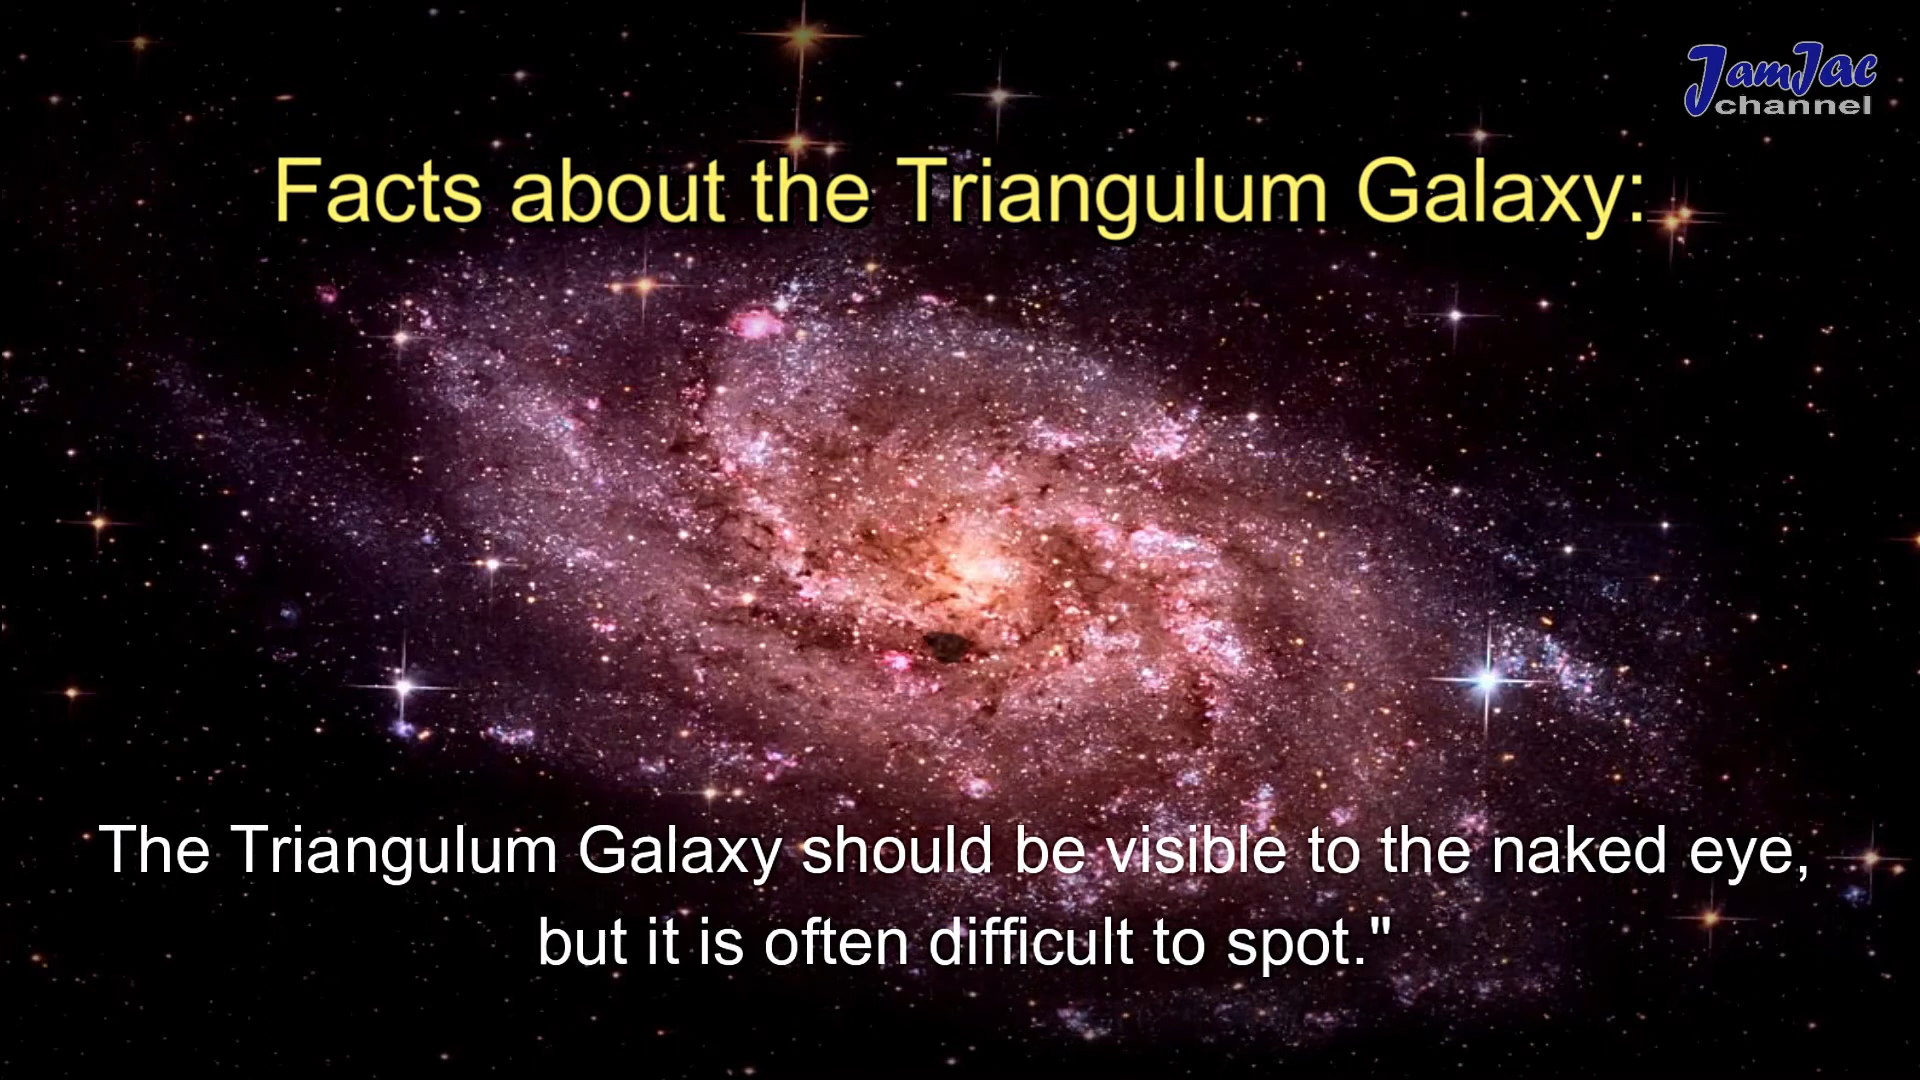 JamJac
channel
Facts about the Triangulum Galaxy:
The Triangulum Galaxy should be visible to the naked eye,
but it is often difficult to spot."